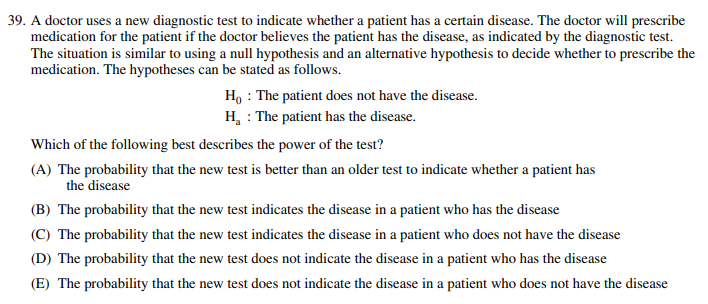 39. A doctor uses a new diagnostic test to indicate whether a patient has a certain disease. The doctor will prescribe
medication for the patient if the doctor believes the patient has the disease, as indicated by the diagnostic test.
The situation is similar to using a null hypothesis and an alternative hypothesis to decide whether to prescribe the
medication. The hypotheses can be stated as follows.
H₀ : The patient does not have the disease.
Hₐ : The patient has the disease.
Which of the following best describes the power of the test?
(A) The probability that the new test is better than an older test to indicate whether a patient has
the disease
(B) The probability that the new test indicates the disease in a patient who has the disease
(C) The probability that the new test indicates the disease in a patient who does not have the disease
(D) The probability that the new test does not indicate the disease in a patient who has the disease
(E) The probability that the new test does not indicate the disease in a patient who does not have the disease